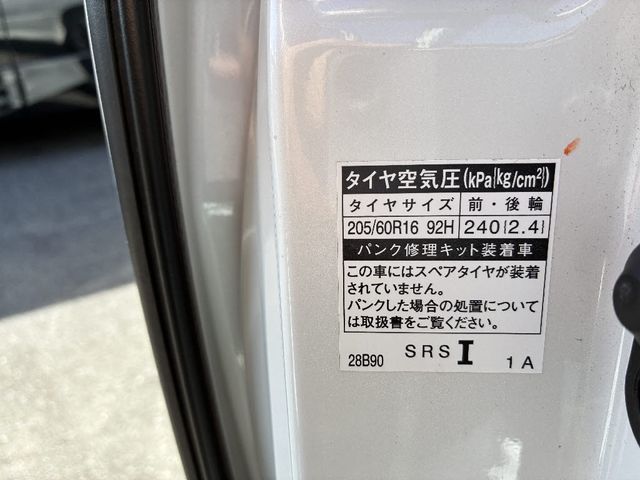 タイヤ空気圧(kPa{kg/cm²})
タイヤサイズ 前・後輪
205/60R16 92H 240{2.4}
パンク修理キット装着車
この車にはスペアタイヤが装着
されていません。
パンクした場合の処置について
は取扱書をご覧ください。
28B90 SRS I 1A